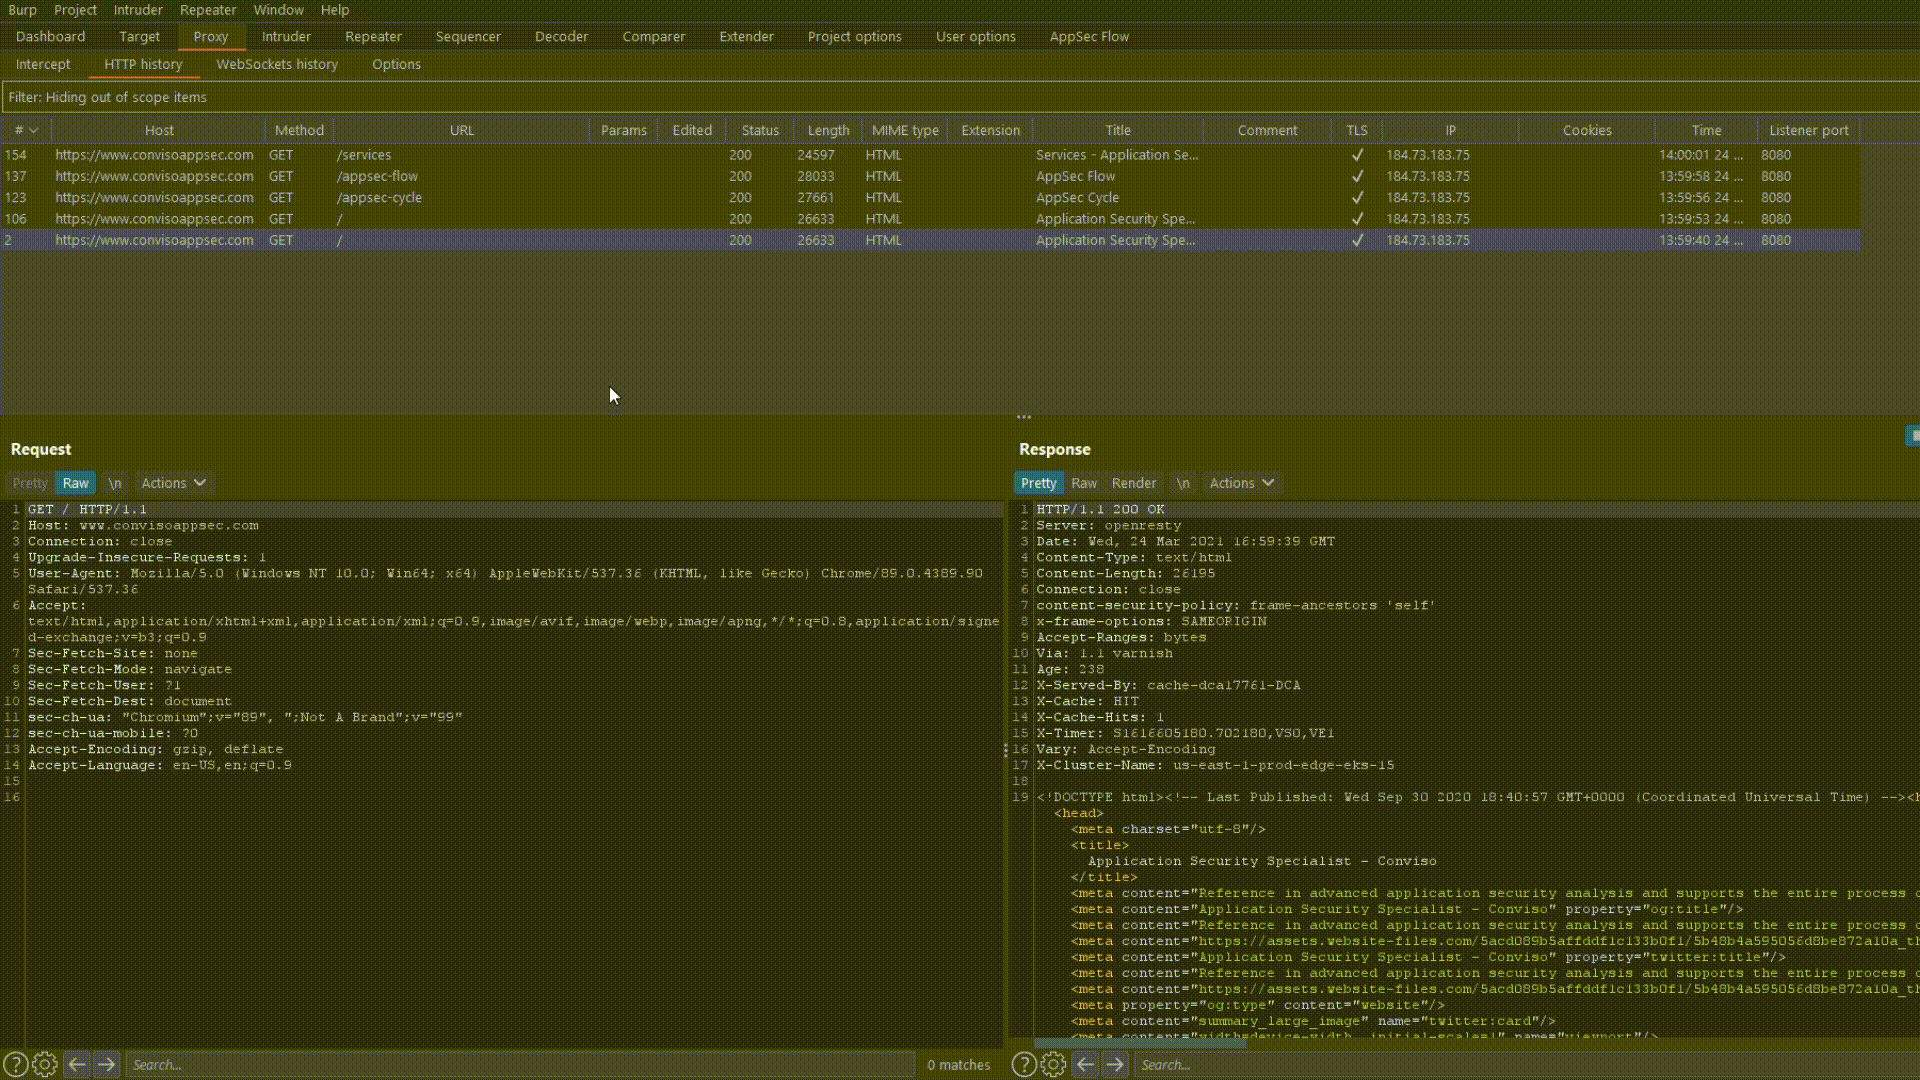 Burp Project Intruder Repeater Window Help
Dashboard Target Proxy Intruder Repeater Sequencer Decoder Comparer Extender Project options User options AppSec Flow
Intercept HTTP history WebSockets history Options
Filter: Hiding out of scope items
# Host Method URL Params Edited Status Length MIME type Extension Title Comment TLS IP Cookies Time Listener port
154 https://www.convisoappsec.com GET /services 200 24597 HTML Services - Application Se... ✓ 184.73.183.75 14:00:01 24 ... 8080
137 https://www.convisoappsec.com GET /appsec-flow 200 28033 HTML AppSec Flow ✓ 184.73.183.75 13:59:58 24 ... 8080
123 https://www.convisoappsec.com GET /appsec-cycle 200 27661 HTML AppSec Cycle ✓ 184.73.183.75 13:59:56 24 ... 8080
106 https://www.convisoappsec.com GET / 200 26633 HTML Application Security Spe... ✓ 184.73.183.75 13:59:53 24 ... 8080
2 https://www.convisoappsec.com GET / 200 26633 HTML Application Security Spe... ✓ 184.73.183.75 13:59:40 24 ... 8080
Request
Pretty Raw \n Actions
1 GET / HTTP/1.1
2 Host: www.convisoappsec.com
3 Connection: close
4 Upgrade-Insecure-Requests: 1
5 User-Agent: Mozilla/5.0 (Windows NT 10.0; Win64; x64) AppleWebKit/537.36 (KHTML, like Gecko) Chrome/89.0.4389.90
Safari/537.36
6 Accept:
text/html,application/xhtml+xml,application/xml;q=0.9,image/avif,image/webp,image/apng,*/*;q=0.8,application/signe
d-exchange;v=b3;q=0.9
7 Sec-Fetch-Site: none
8 Sec-Fetch-Mode: navigate
9 Sec-Fetch-User: ?1
10 Sec-Fetch-Dest: document
11 sec-ch-ua: "Chromium";v="89", ";Not A Brand";v="99"
12 sec-ch-ua-mobile: ?0
13 Accept-Encoding: gzip, deflate
14 Accept-Language: en-US,en;q=0.9
15
16
Search... 0 matches
Response
Pretty Raw Render \n Actions
1 HTTP/1.1 200 OK
2 Server: openresty
3 Date: Wed, 24 Mar 2021 16:59:39 GMT
4 Content-Type: text/html
5 Content-Length: 26195
6 Connection: close
7 content-security-policy: frame-ancestors 'self'
8 x-frame-options: SAMEORIGIN
9 Accept-Ranges: bytes
10 Via: 1.1 varnish
11 Age: 238
12 X-Served-By: cache-dca17761-DCA
13 X-Cache: HIT
14 X-Cache-Hits: 1
15 X-Timer: S1616605180.702180,VS0,VE1
16 Vary: Accept-Encoding
17 X-Cluster-Name: us-east-1-prod-edge-eks-15
18
19 <!DOCTYPE html><!-- Last Published: Wed Sep 30 2020 18:40:57 GMT+0000 (Coordinated Universal Time) --><h
<head>
<meta charset="utf-8"/>
<title>
Application Security Specialist - Conviso
</title>
<meta content="Reference in advanced application security analysis and supports the entire process
<meta content="Application Security Specialist - Conviso" property="og:title"/>
<meta content="Reference in advanced application security analysis and supports the entire process
<meta content="https://assets.website-files.com/5acd089b5affddf1c133b0f1/5b48b4a595056d8be872a10a_th
<meta content="Application Security Specialist - Conviso" property="twitter:title"/>
<meta content="Reference in advanced application security analysis and supports the entire process
<meta content="https://assets.website-files.com/5acd089b5affddf1c133b0f1/5b48b4a595056d8be872a10a_th
<meta property="og:type" content="website"/>
<meta content="summary_large_image" name="twitter:card"/>
<meta content="width=device-width, initial-scale=1" name="viewport"/>
Search...